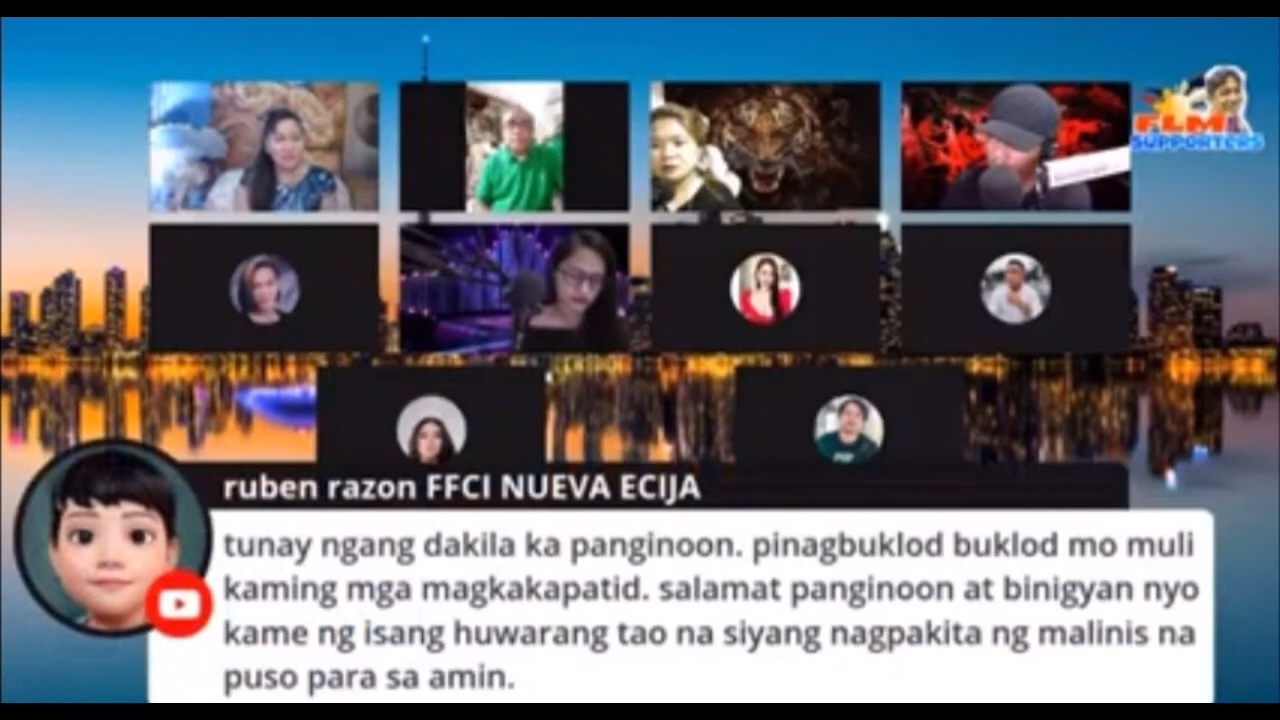 FLM
SUPPORTERS
ruben razon FFCI NUEVA ECIJA
tunay ngang dakila ka panginoon. pinagbuklod buklod mo muli
kaming mga magkakapatid. salamat panginoon at binigyan nyo
kame ng isang huwarang tao na siyang nagpakita ng malinis na
puso para sa amin.